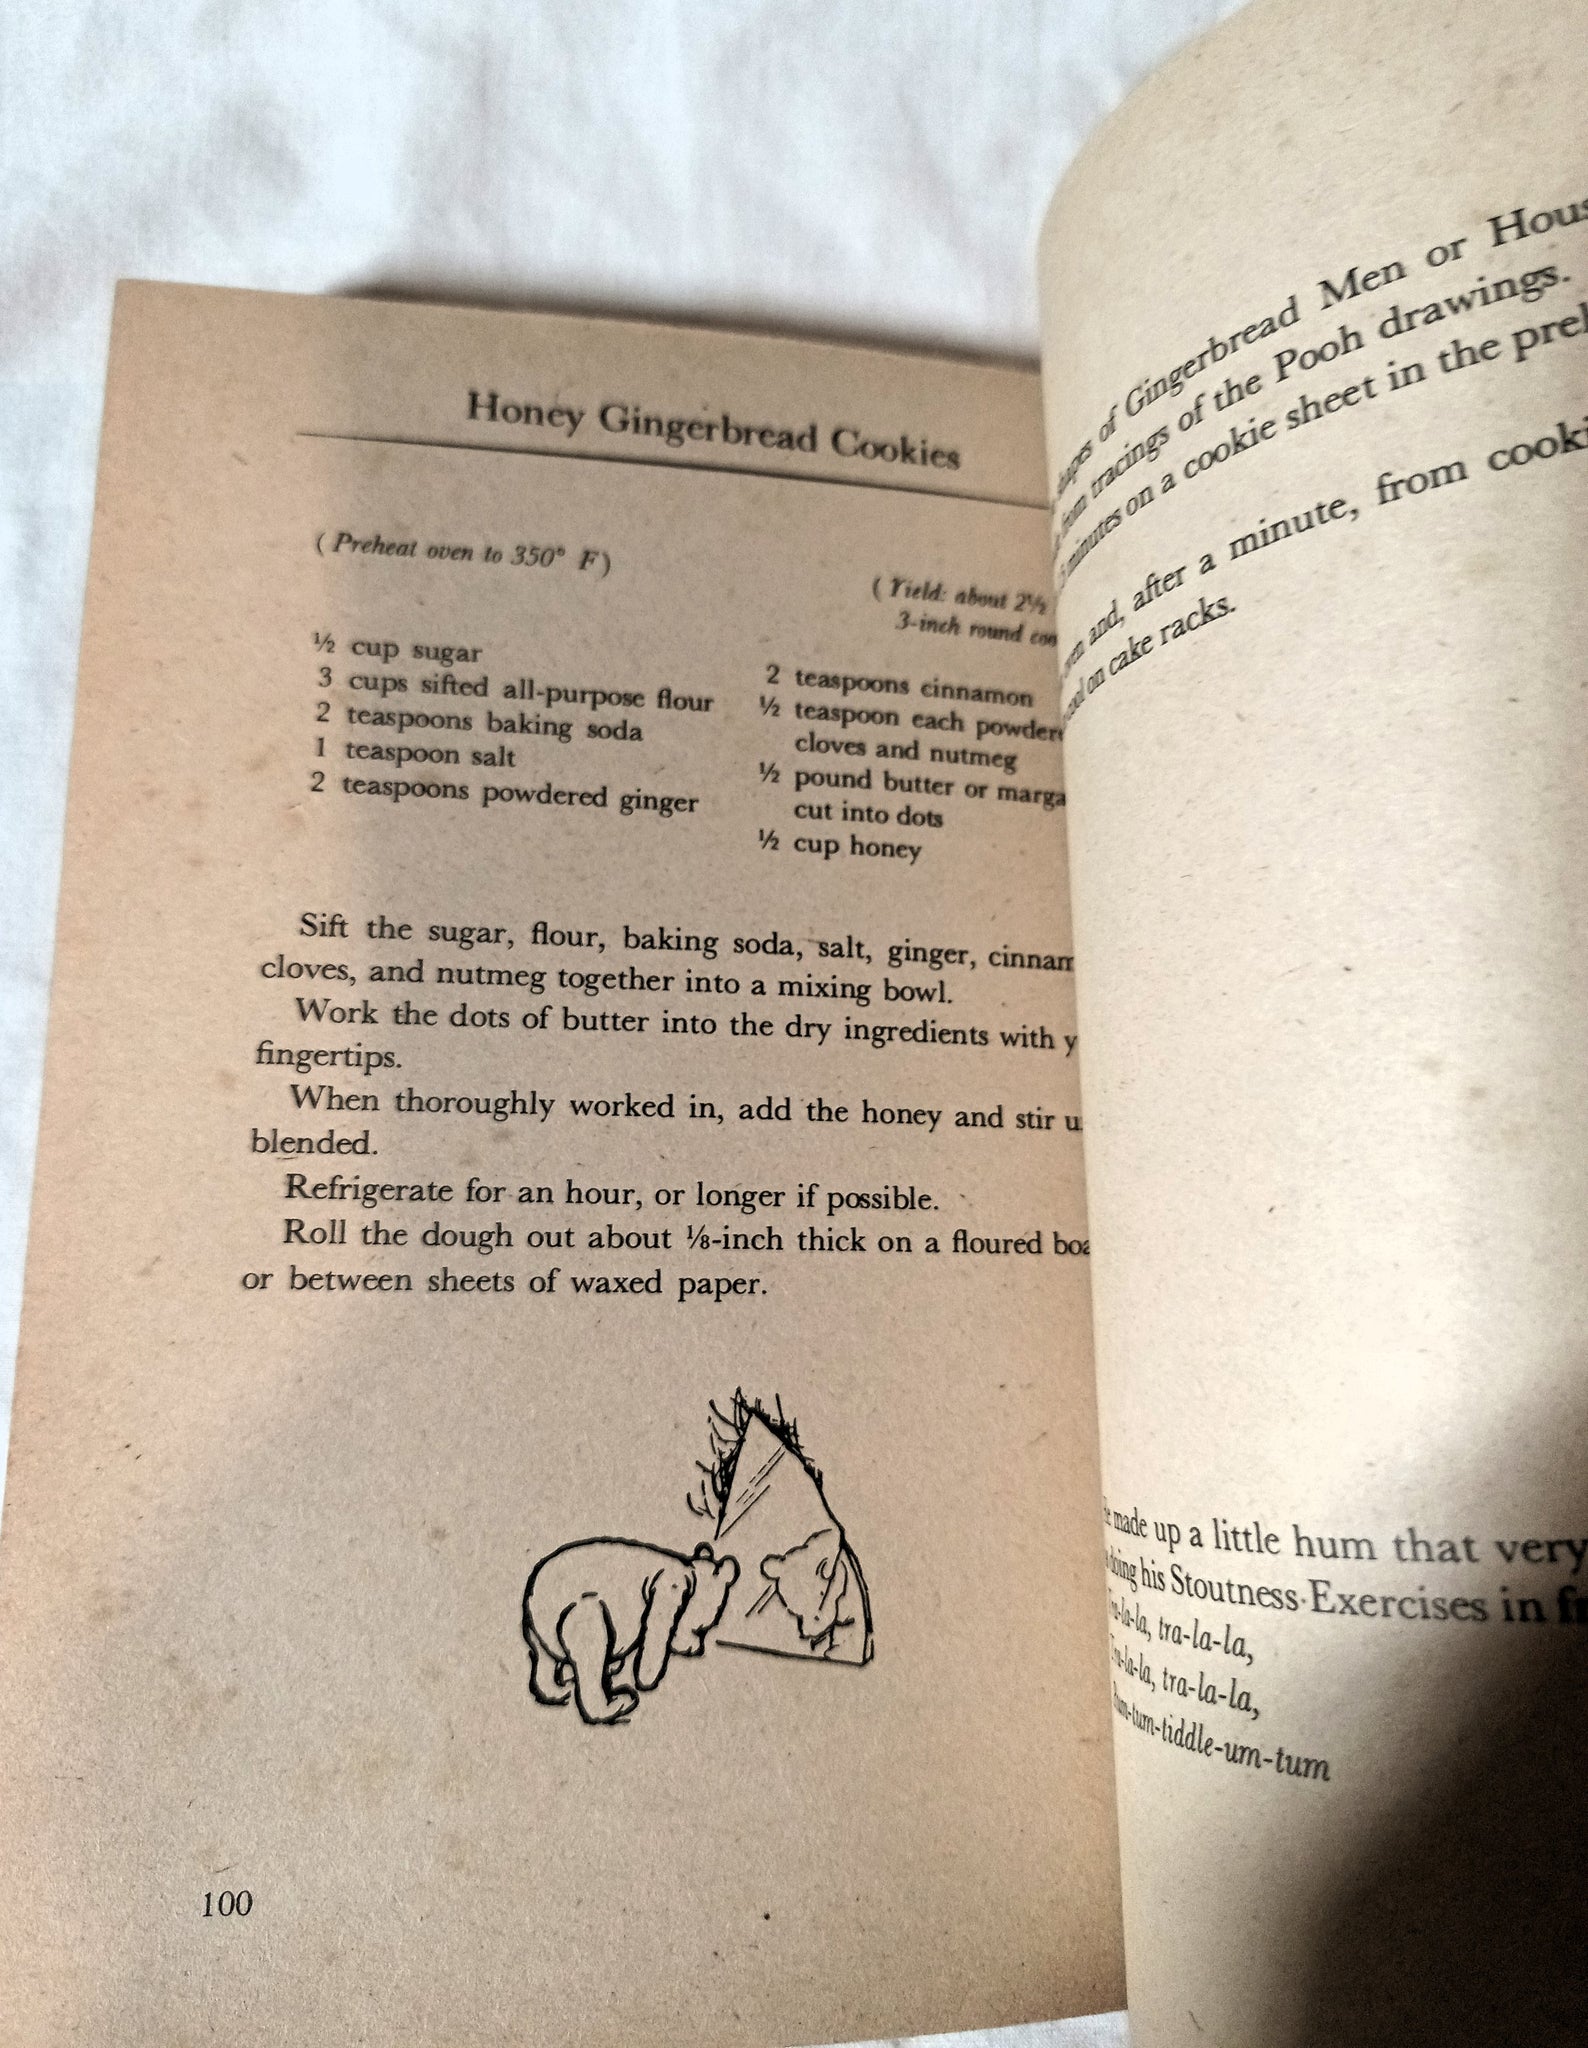 Honey Gingerbread Cookies
(Preheat oven to 350° F)
(Yield: about 2½
3-inch round
½ cup sugar
3 cups sifted all-purpose flour
2 teaspoons baking soda
1 teaspoon salt
2 teaspoons powdered ginger
2 teaspoons cinnamon
½ teaspoon each
cloves and nutmeg
½ pound butter or
cut into dots
½ cup honey
Sift the sugar, flour, baking soda, salt, ginger,
cloves, and nutmeg together into a mixing bowl.
Work the dots of butter into the dry ingredients with
fingertips.
When thoroughly worked in, add the honey and stir
blended.
Refrigerate for an hour, or longer if possible.
Roll the dough out about ⅛-inch thick on a floured
or between sheets of waxed paper.
100
of Gingerbread Men or
from tracings of the Pooh drawings.
minutes on a cookie sheet in the
and, after a minute, from
on cake racks.
made up a little hum that very
doing his Stoutness Exercises in
tra-la-la,
tra-la-la,
-tum-tiddle-um-tum